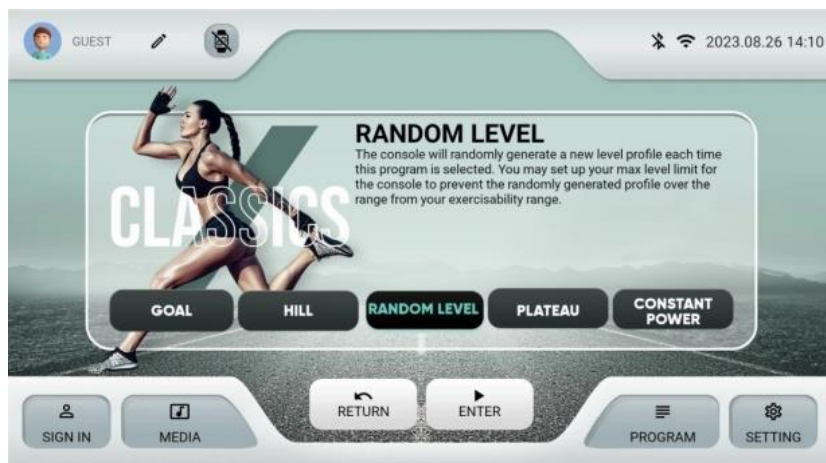 GUEST
2023.08.26 14:10
RANDOM LEVEL
The console will randomly generate a new level profile each time
this program is selected. You may set up your max level limit for
the console to prevent the randomly generated profile over the
range from your exercisability range.
X
CLASSICS
GOAL
HILL
RANDOM LEVEL
PLATEAU
CONSTANT
POWER
RETURN
ENTER
SIGN IN
MEDIA
PROGRAM
SETTING